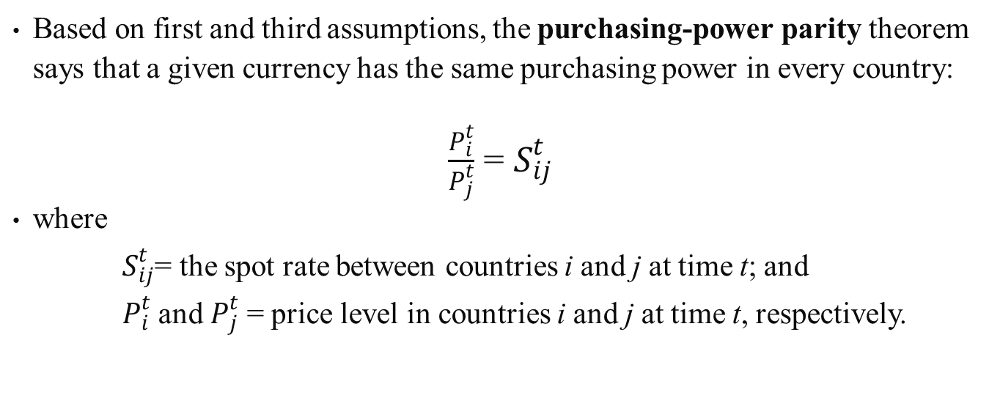 • Based on first and third assumptions, the purchasing-power parity theorem
says that a given currency has the same purchasing power in every country:
$\frac{P_i^t}{P_j^t} = S_{ij}^t$
• where
$S_{ij}^t$= the spot rate between countries i and j at time t; and
$P_i^t$ and $P_j^t$ = price level in countries i and j at time t, respectively.